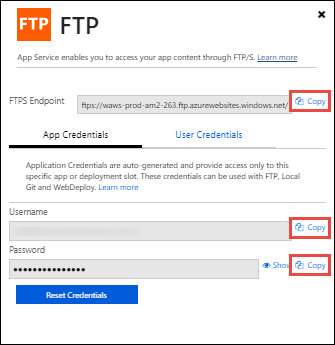 FTP FTP
App Service enables you to access your app content through FTP/S. Learn more
FTPS Endpoint ftps://waws-prod-am2-263.ftp.azurewebsites.windows.net/ Copy
App Credentials User Credentials
Application Credentials are auto-generated and provide access only to this
specific app or deployment slot. These credentials can be used with FTP, Local
Git and WebDeploy. Learn more
Username
Copy
Password
Show Copy
Reset Credentials